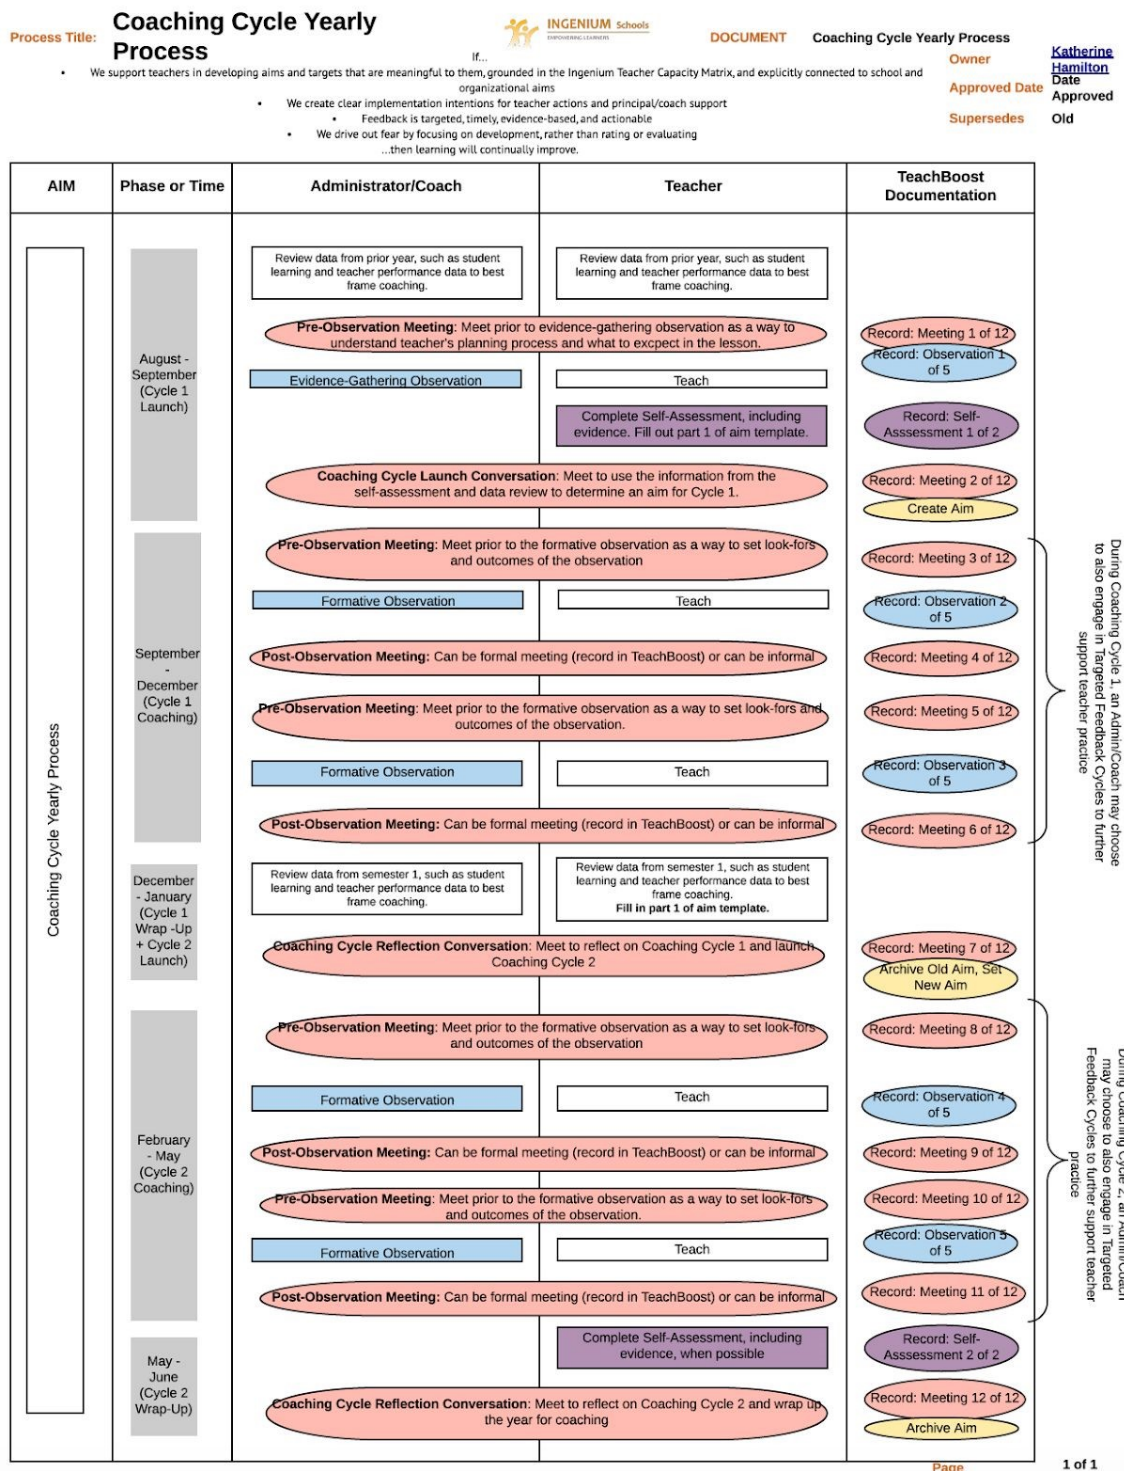 Process Title:
Coaching Cycle Yearly
Process
INGENIUM Schools
EMPOWERING LEARNERS
DOCUMENT
Coaching Cycle Yearly Process
Owner
Katherine
Hamilton
Approved Date
Date
Approved
Supersedes
Old
If...
• We support teachers in developing aims and targets that are meaningful to them, grounded in the Ingenium Teacher Capacity Matrix, and explicitly connected to school and
organizational aims
• We create clear implementation intentions for teacher actions and principal/coach support
• Feedback is targeted, timely, evidence-based, and actionable
• We drive out fear by focusing on development, rather than rating or evaluating
...then learning will continually improve.
AIM
Phase or Time
Administrator/Coach
Teacher
TeachBoost
Documentation
Coaching Cycle Yearly Process
August -
September
(Cycle 1
Launch)
Review data from prior year, such as student
learning and teacher performance data to best
frame coaching.
Review data from prior year, such as student
learning and teacher performance data to best
frame coaching.
Pre-Observation Meeting: Meet prior to evidence-gathering observation as a way to
understand teacher's planning process and what to excpect in the lesson.
Record: Meeting 1 of 12
Evidence-Gathering Observation
Teach
Record: Observation 1
of 5
Complete Self-Assessment, including
evidence. Fill out part 1 of aim template.
Record: Self-
Asssessment 1 of 2
Coaching Cycle Launch Conversation: Meet to use the information from the
self-assessment and data review to determine an aim for Cycle 1.
Record: Meeting 2 of 12
Create Aim
September
-
December
(Cycle 1
Coaching)
Pre-Observation Meeting: Meet prior to the formative observation as a way to set look-fors
and outcomes of the observation
Record: Meeting 3 of 12
Formative Observation
Teach
Record: Observation 2
of 5
Post-Observation Meeting: Can be formal meeting (record in TeachBoost) or can be informal
Record: Meeting 4 of 12
Pre-Observation Meeting: Meet prior to the formative observation as a way to set look-fors and
outcomes of the observation.
Record: Meeting 5 of 12
Formative Observation
Teach
Record: Observation 3
of 5
Post-Observation Meeting: Can be formal meeting (record in TeachBoost) or can be informal
Record: Meeting 6 of 12
During Coaching Cycle 1, an Admin/Coach may choose
to also engage in Targeted Feedback Cycles to further
support teacher practice
December
- January
(Cycle 1
Wrap -Up
+ Cycle 2
Launch)
Review data from semester 1, such as student
learning and teacher performance data to best
frame coaching.
Review data from semester 1, such as student
learning and teacher performance data to best
frame coaching.
Fill in part 1 of aim template.
Coaching Cycle Reflection Conversation: Meet to reflect on Coaching Cycle 1 and launch
Coaching Cycle 2
Record: Meeting 7 of 12
Archive Old Aim, Set
New Aim
February
- May
(Cycle 2
Coaching)
Pre-Observation Meeting: Meet prior to the formative observation as a way to set look-fors
and outcomes of the observation
Record: Meeting 8 of 12
Formative Observation
Teach
Record: Observation 4
of 5
Post-Observation Meeting: Can be formal meeting (record in TeachBoost) or can be informal
Record: Meeting 9 of 12
Pre-Observation Meeting: Meet prior to the formative observation as a way to set look-fors
and outcomes of the observation.
Record: Meeting 10 of 12
Formative Observation
Teach
Record: Observation 5
of 5
Post-Observation Meeting: Can be formal meeting (record in TeachBoost) or can be informal
Record: Meeting 11 of 12
During Coaching Cycle 2, an Admin/Coach
may choose to also engage in Targeted
Feedback Cycles to further support teacher
practice
May -
June
(Cycle 2
Wrap-Up)
Complete Self-Assessment, including
evidence, when possible
Record: Self-
Asssessment 2 of 2
Coaching Cycle Reflection Conversation: Meet to reflect on Coaching Cycle 2 and wrap up
the year for coaching
Record: Meeting 12 of 12
Archive Aim
Page
1 of 1